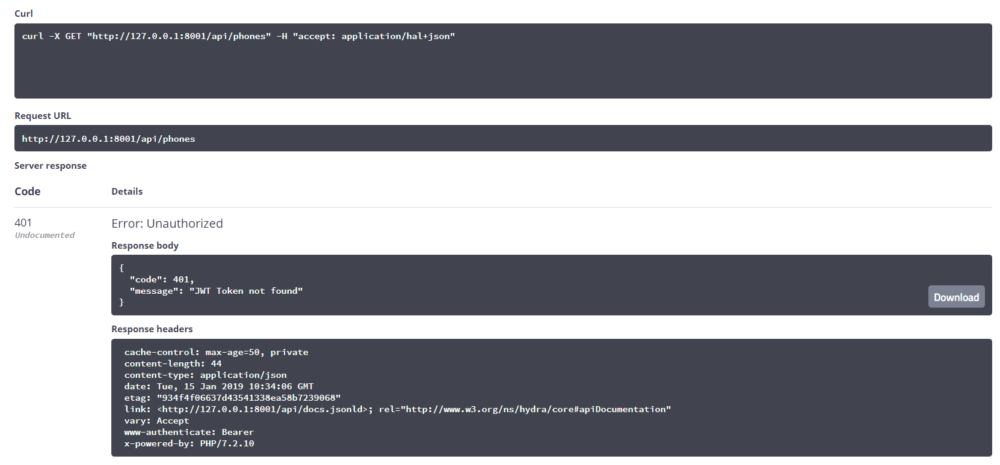 Curl
curl -X GET "http://127.0.0.1:8001/api/phones" -H "accept: application/hal+json"
Request URL
http://127.0.0.1:8001/api/phones
Server response
Code Details
401 Error: Unauthorized
Undocumented
Response body
{
  "code": 401,
  "message": "JWT Token not found"
}
Download
Response headers
cache-control: max-age=50, private
content-length: 44
content-type: application/json
date: Tue, 15 Jan 2019 10:34:06 GMT
etag: "934f4f06637d43541338ea58b7239068"
link: <http://127.0.0.1:8001/api/docs.jsonld>; rel="http://www.w3.org/ns/hydra/core#apiDocumentation"
vary: Accept
www-authenticate: Bearer
x-powered-by: PHP/7.2.10